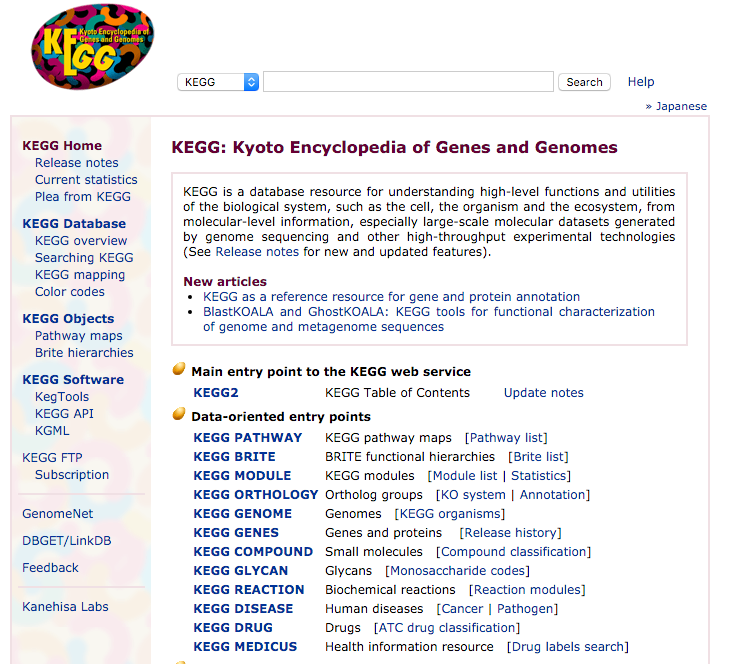 KEGG
Kyoto Encyclopedia of
Genes and Genomes
KEGG
Search
Help
» Japanese
KEGG Home
Release notes
Current statistics
Plea from KEGG
KEGG Database
KEGG overview
Searching KEGG
KEGG mapping
Color codes
KEGG Objects
Pathway maps
Brite hierarchies
KEGG Software
KegTools
KEGG API
KGML
KEGG FTP
Subscription
GenomeNet
DBGET/LinkDB
Feedback
Kanehisa Labs
KEGG: Kyoto Encyclopedia of Genes and Genomes
KEGG is a database resource for understanding high-level functions and utilities
of the biological system, such as the cell, the organism and the ecosystem, from
molecular-level information, especially large-scale molecular datasets generated
by genome sequencing and other high-throughput experimental technologies
(See Release notes for new and updated features).
New articles
• KEGG as a reference resource for gene and protein annotation
• BlastKOALA and GhostKOALA: KEGG tools for functional characterization
of genome and metagenome sequences
Main entry point to the KEGG web service
KEGG2 KEGG Table of Contents Update notes
Data-oriented entry points
KEGG PATHWAY KEGG pathway maps [Pathway list]
KEGG BRITE BRITE functional hierarchies [Brite list]
KEGG MODULE KEGG modules [Module list | Statistics]
KEGG ORTHOLOGY Ortholog groups [KO system | Annotation]
KEGG GENOME Genomes [KEGG organisms]
KEGG GENES Genes and proteins [Release history]
KEGG COMPOUND Small molecules [Compound classification]
KEGG GLYCAN Glycans [Monosaccharide codes]
KEGG REACTION Biochemical reactions [Reaction modules]
KEGG DISEASE Human diseases [Cancer | Pathogen]
KEGG DRUG Drugs [ATC drug classification]
KEGG MEDICUS Health information resource [Drug labels search]